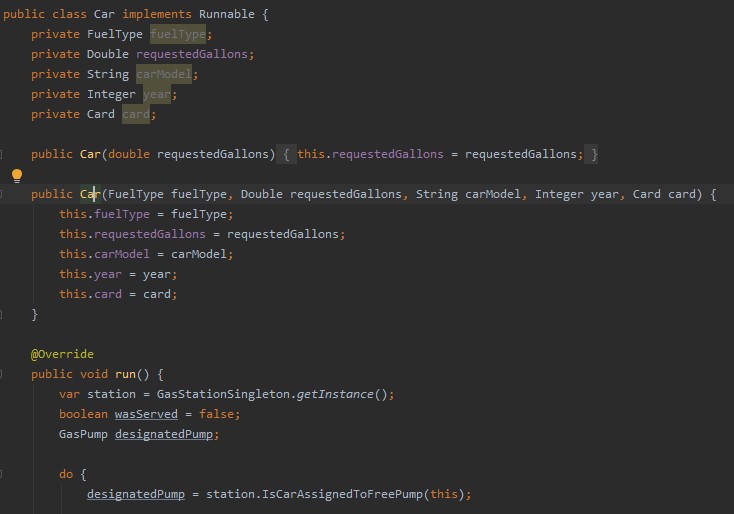 public class Car implements Runnable {
private FuelType fuelType;
private Double requestedGallons;
private String carModel;
private Integer year;
private Card card;
public Car(double requestedGallons) { this.requestedGallons = requestedGallons; }
public Car(FuelType fuelType, Double requestedGallons, String carModel, Integer year, Card card) {
this.fuelType = fuelType;
this.requestedGallons = requestedGallons;
this.carModel = carModel;
this.year = year;
this.card = card;
}
@Override
public void run() {
var station = GasStationSingleton.getInstance();
boolean wasServed = false;
GasPump designatedPump;
do {
designatedPump = station.IsCarAssignedToFreePump(this);